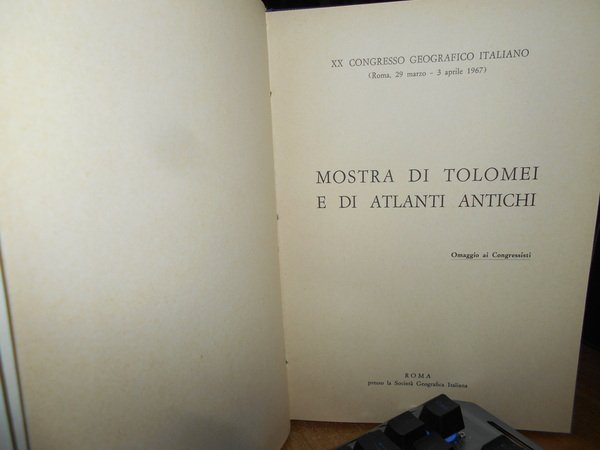 XX CONGRESSO GEOGRAFICO ITALIANO
(Roma, 29 marzo - 3 aprile 1967)
MOSTRA DI TOLOMEI
E DI ATLANTI ANTICHI
Omaggio ai Congressisti
ROMA
presso la Società Geografica Italiana